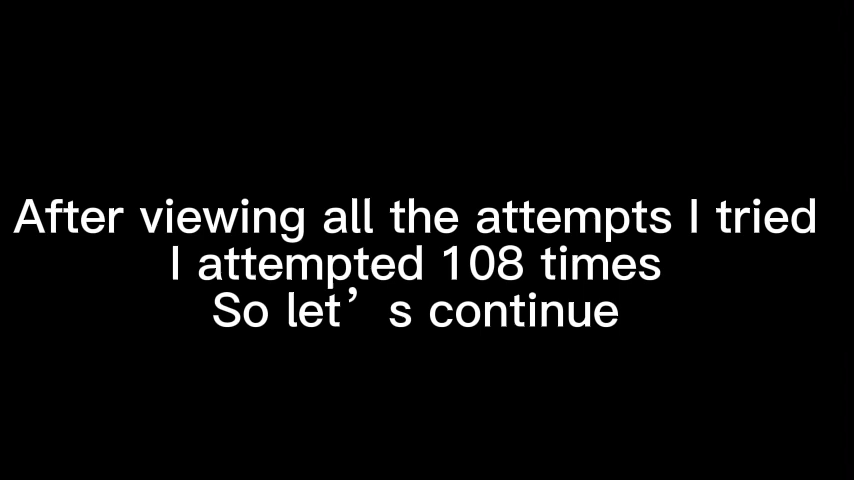 After viewing all the attempts I tried
I attempted 108 times
So let’s continue